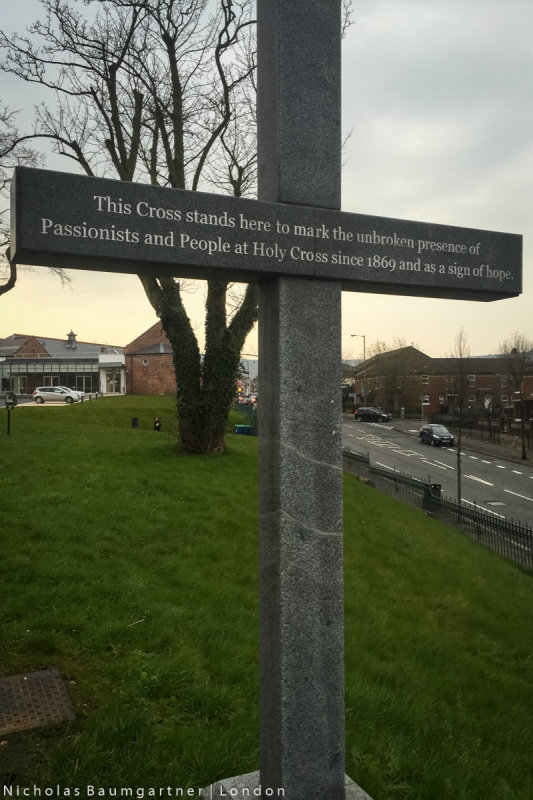 This Cross stands here to mark the unbroken presence of
Passionists and People at Holy Cross since 1869 and as a sign of hope.
Nicholas Baumgartner | London